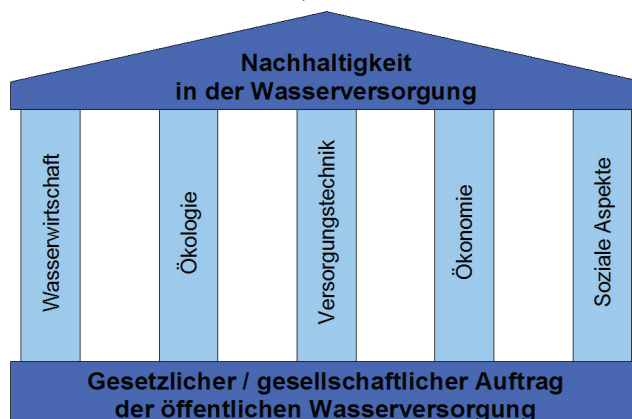 Nachhaltigkeit
in der Wasserversorgung
Wasserwirtschaft
Ökologie
Versorgungstechnik
Ökonomie
Soziale Aspekte
Gesetzlicher / gesellschaftlicher Auftrag
der öffentlichen Wasserversorgung